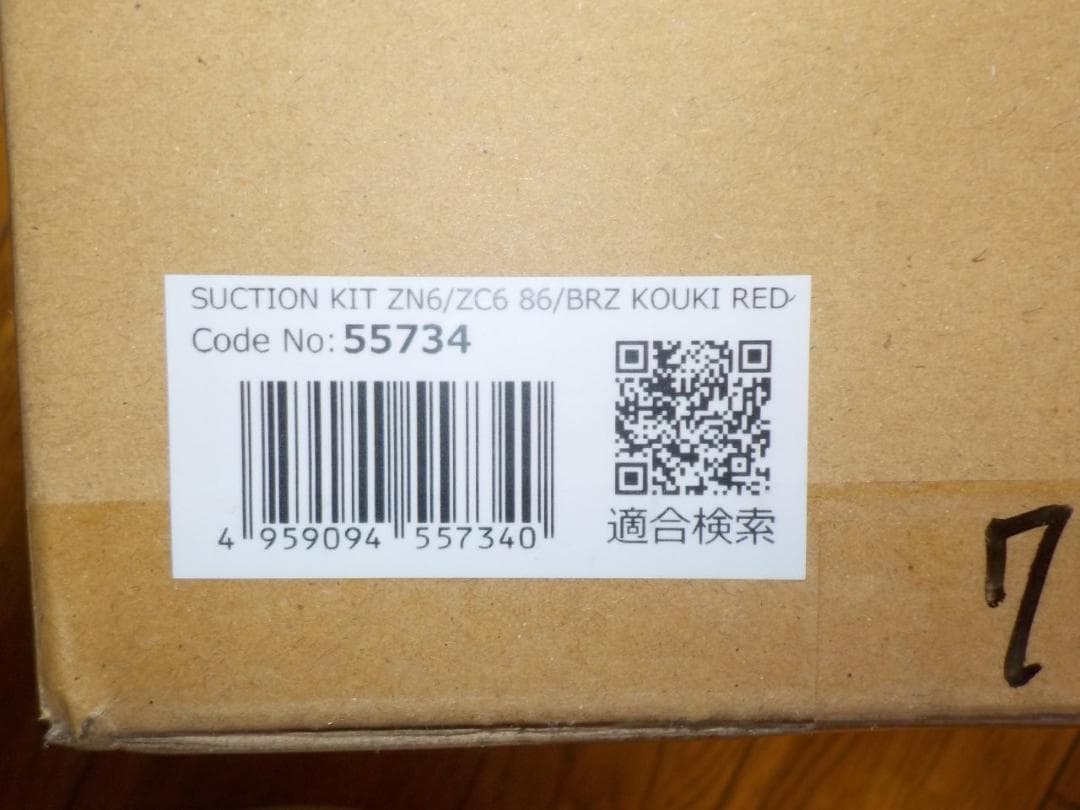 SUCTION KIT ZN6/ZC6 86/BRZ KOUKI RED
Code No: 55734
4 959094 557340
適合検索
7